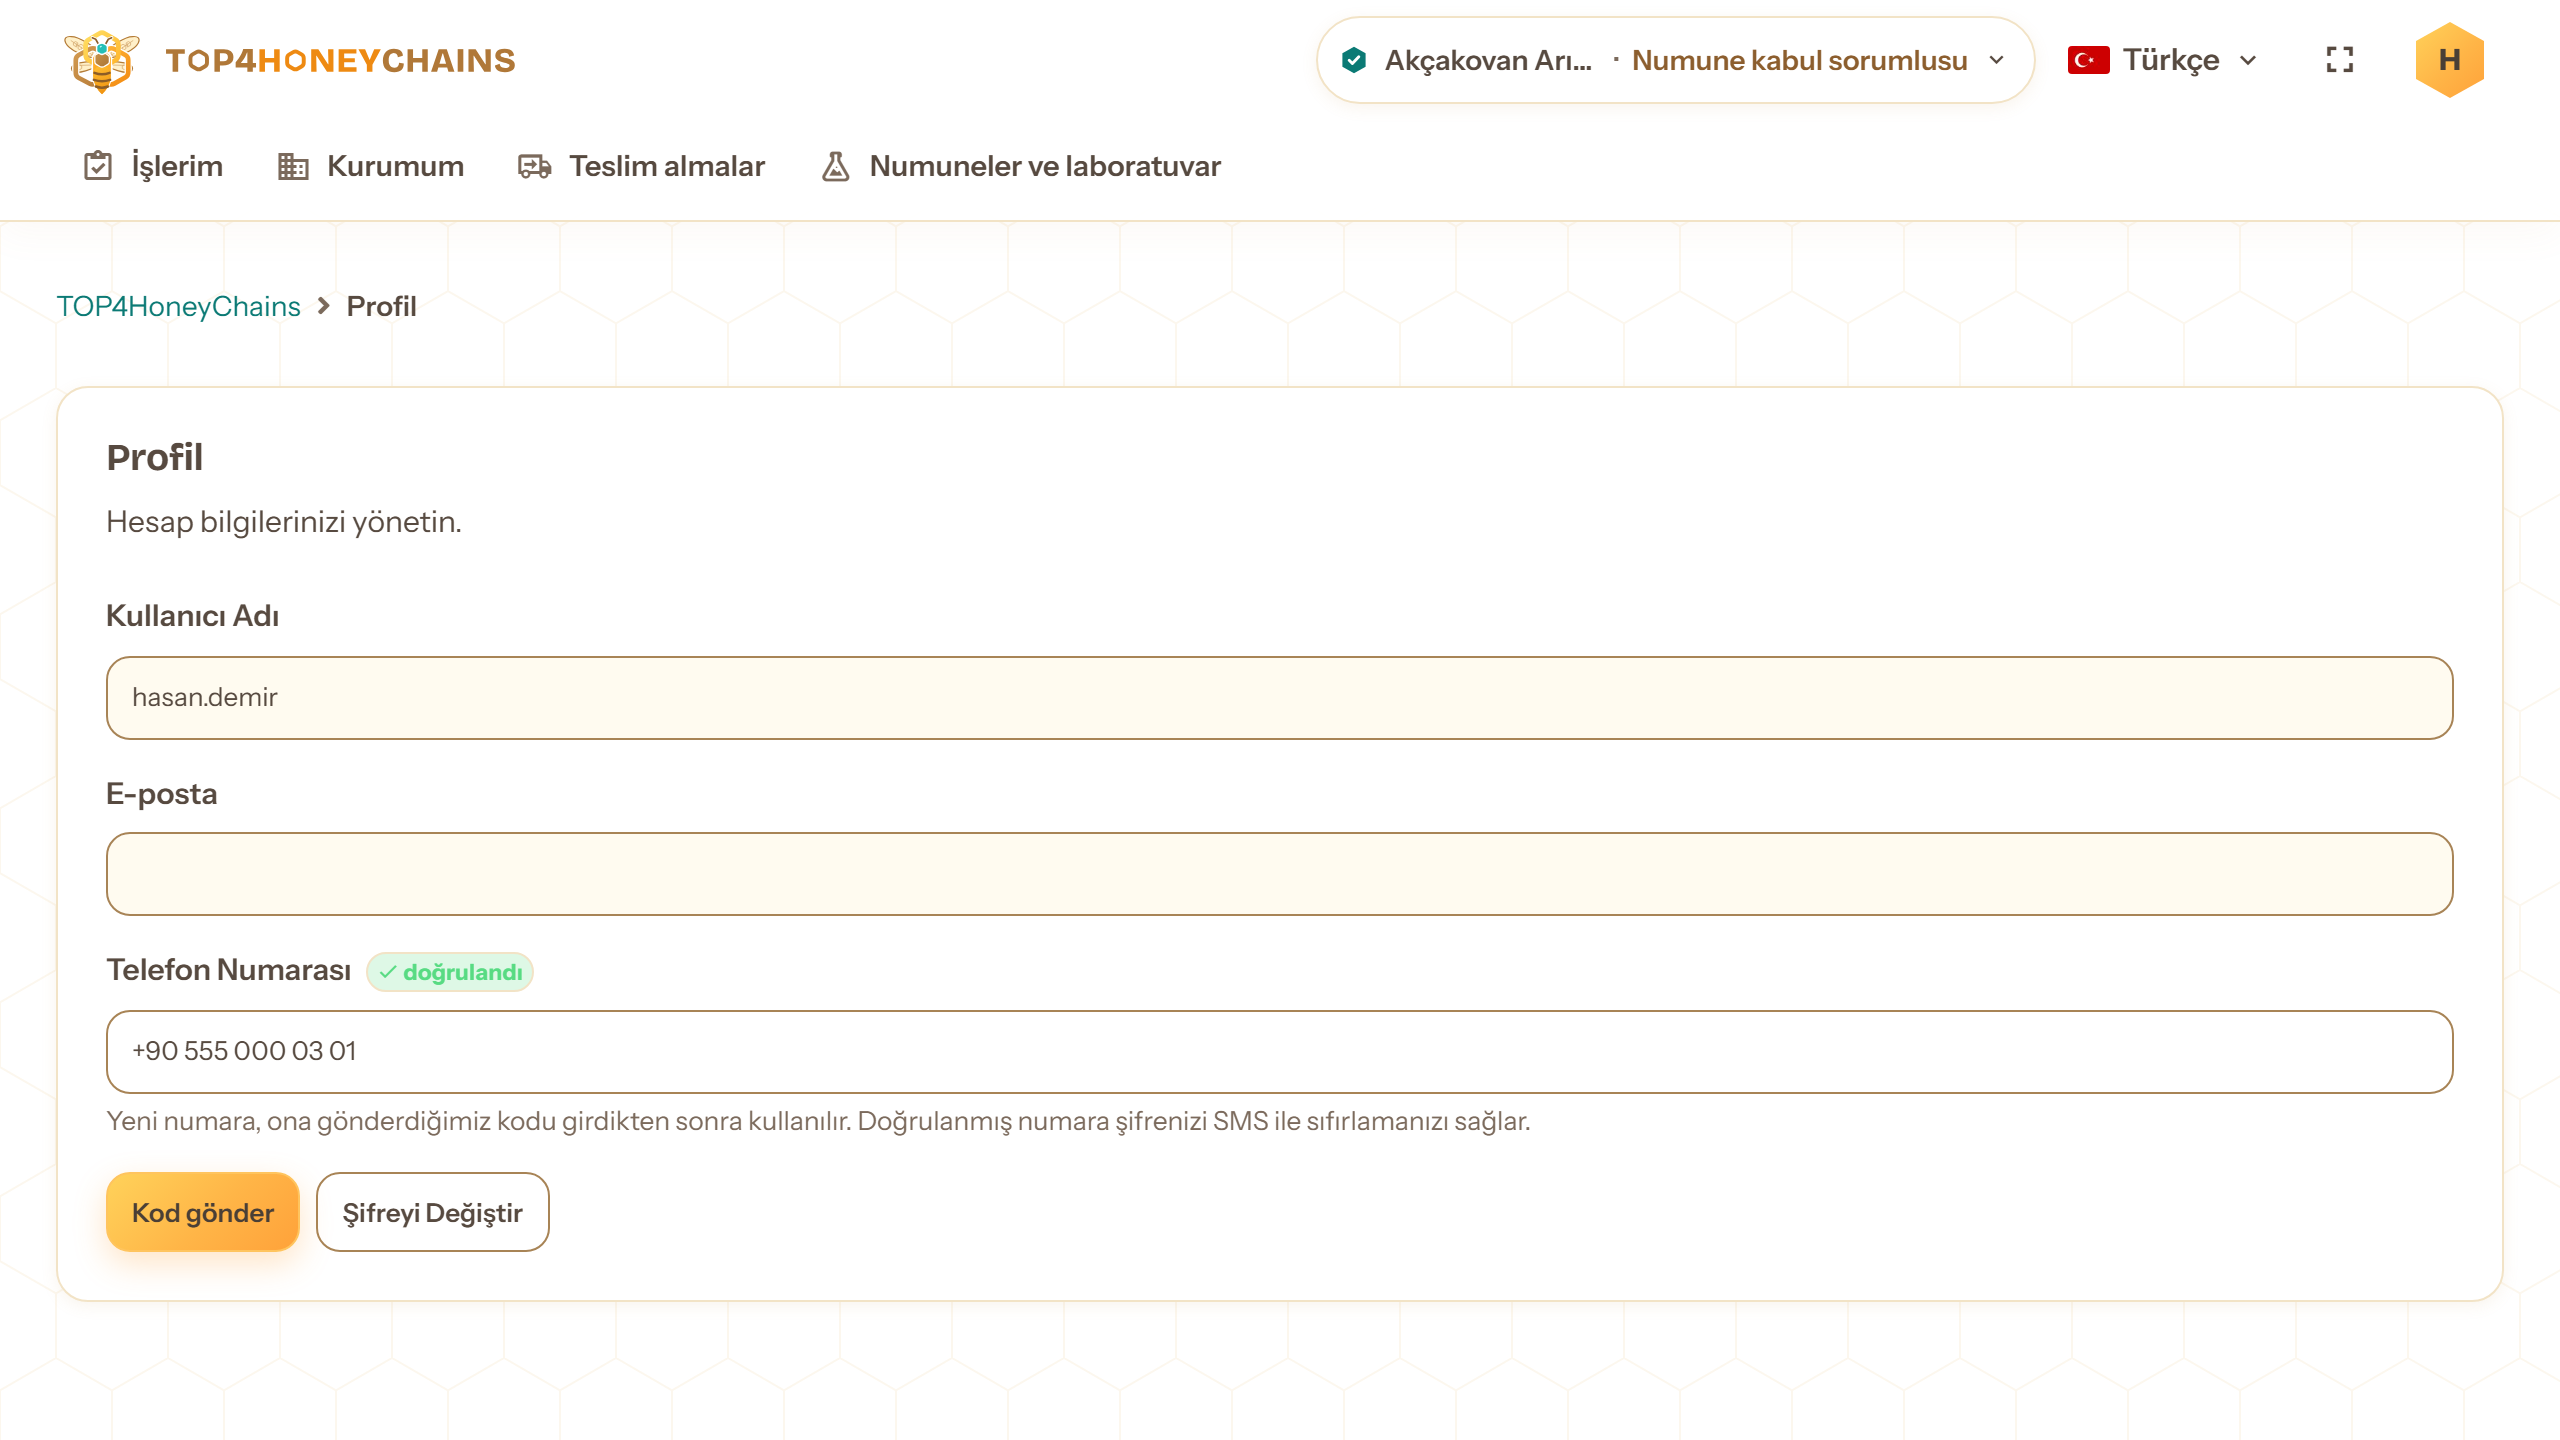 TOP4HONEYCHAINS
Akçakovan Arı... · Numune kabul sorumlusu
Türkçe
H
İşlerim
Kurumum
Teslim almalar
Numuneler ve laboratuvar
TOP4HoneyChains > Profil
Profil
Hesap bilgilerinizi yönetin.
Kullanıcı Adı
hasan.demir
E-posta
Telefon Numarası ✓ doğrulandı
+90 555 000 03 01
Yeni numara, ona gönderdiğimiz kodu girdikten sonra kullanılır. Doğrulanmış numara şifrenizi SMS ile sıfırlamanızı sağlar.
Kod gönder
Şifreyi Değiştir